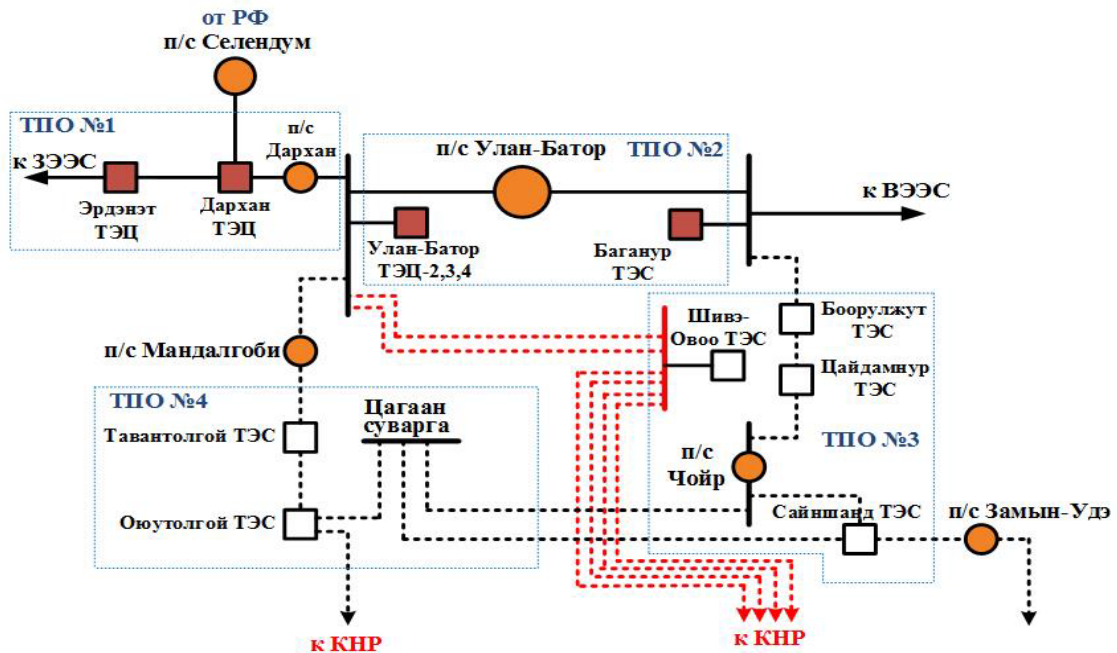 от РФ
п/с Селендум
ТПО №1
п/с
Дархан
к ЗЭЭС
Эрдэнэт
ТЭЦ
Дархан
ТЭЦ
п/с Улан-Батор
ТПО №2
к ВЭЭС
Улан-Батор
ТЭЦ-2,3,4
Баганур
ТЭС
п/с Мандалгоби
Шивэ-
Овоо ТЭС
Боорулжут
ТЭС
Цайдамнур
ТЭС
ТПО №4
Цагаан
суварга
Тавантолгой ТЭС
Оюутолгой ТЭС
ТПО №3
п/с
Чойр
Сайншанд ТЭС
п/с Замын-Удэ
к КНР
к КНР